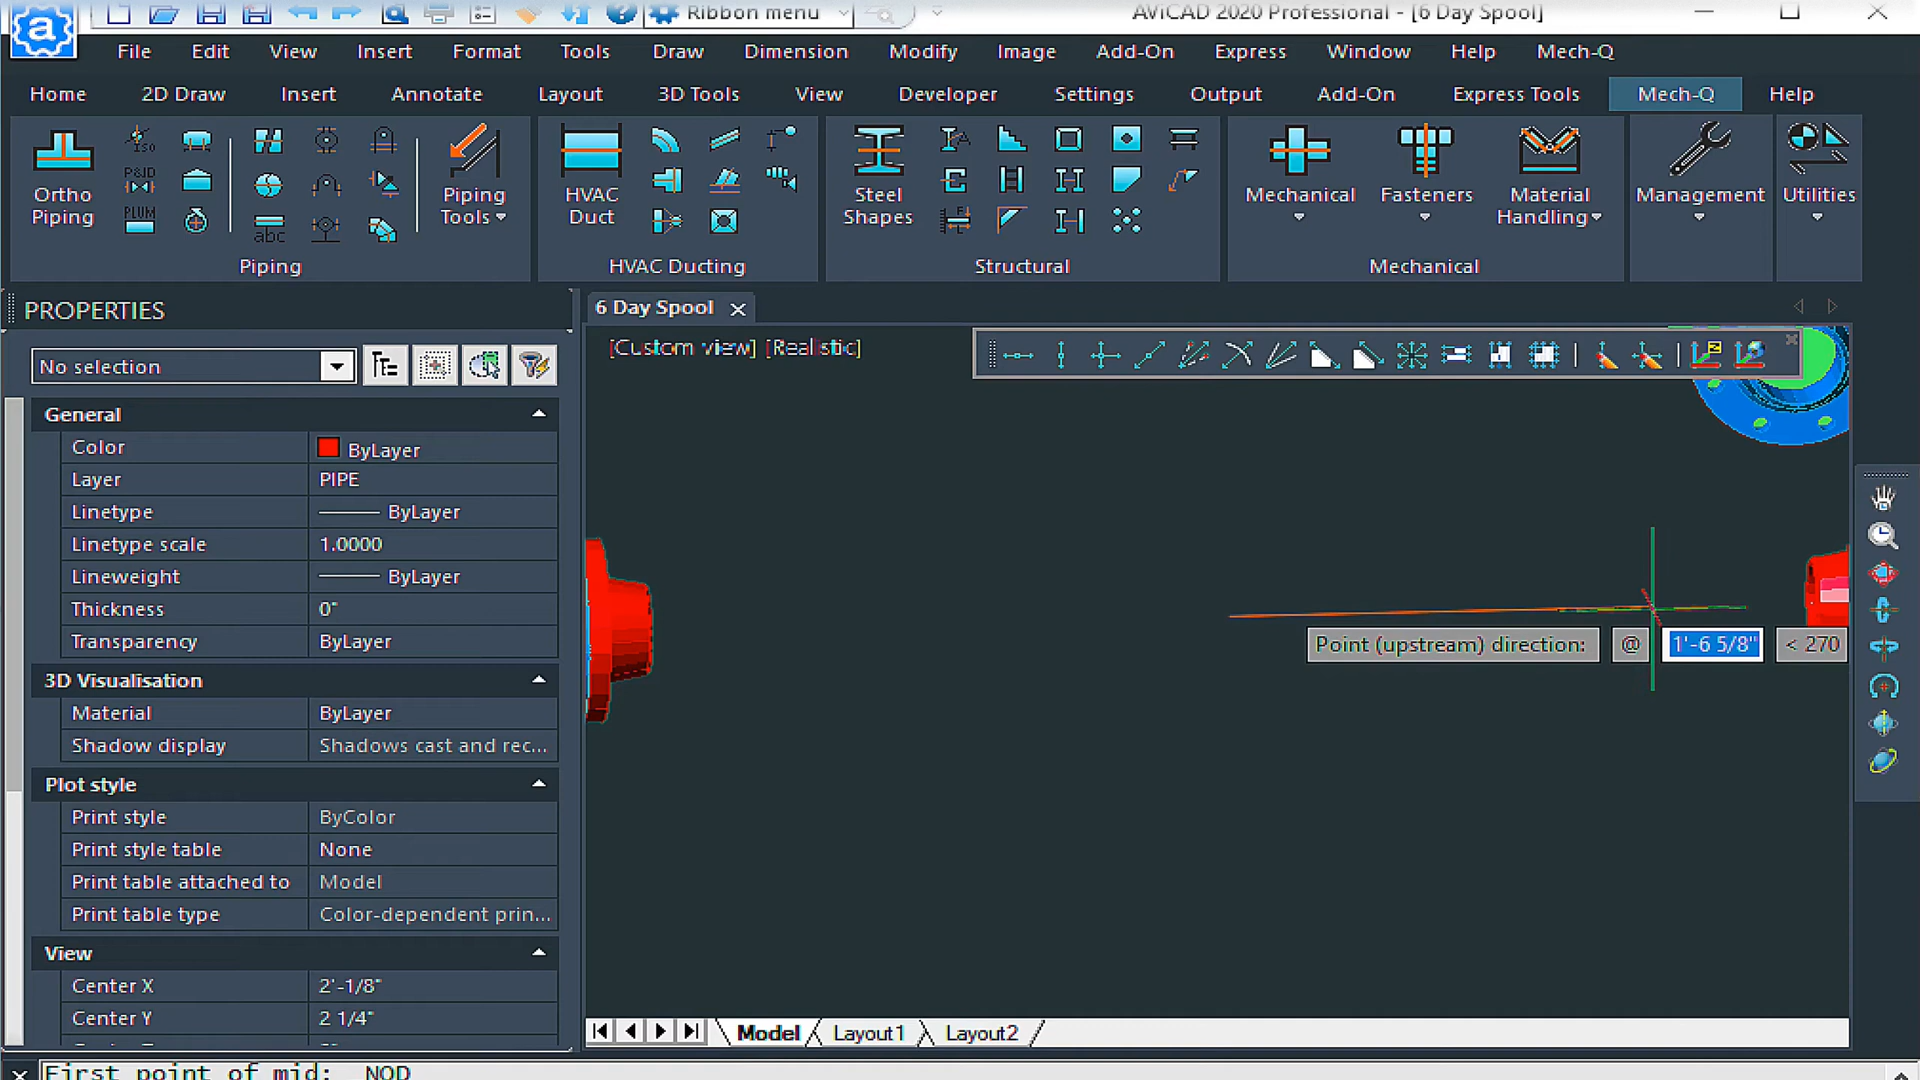 a
Ribbon menu
AViCAD 2020 Professional - [6 Day Spool]
File Edit View Insert Format Tools Draw Dimension Modify Image Add-On Express Window Help Mech-Q
Home 2D Draw Insert Annotate Layout 3D Tools View Developer Settings Output Add-On Express Tools Mech-Q Help
ISO
P&ID
PLUM
abc
Ortho Piping
Piping Tools
HVAC Duct
Steel Shapes
Mechanical
Fasteners
Material Handling
Management
Utilities
Piping
HVAC Ducting
Structural
Mechanical
PROPERTIES
6 Day Spool
No selection
[Custom view] [Realistic]
General
Color ByLayer
Layer PIPE
Linetype ByLayer
Linetype scale 1.0000
Lineweight ByLayer
Thickness 0"
Transparency ByLayer
3D Visualisation
Material ByLayer
Shadow display Shadows cast and rec...
Plot style
Print style ByColor
Print style table None
Print table attached to Model
Print table type Color-dependent prin...
View
Center X 2'-1/8"
Center Y 2 1/4"
Point (upstream) direction: @ 1'-6 5/8" < 270
Model Layout1 Layout2
First point of mid: NOD